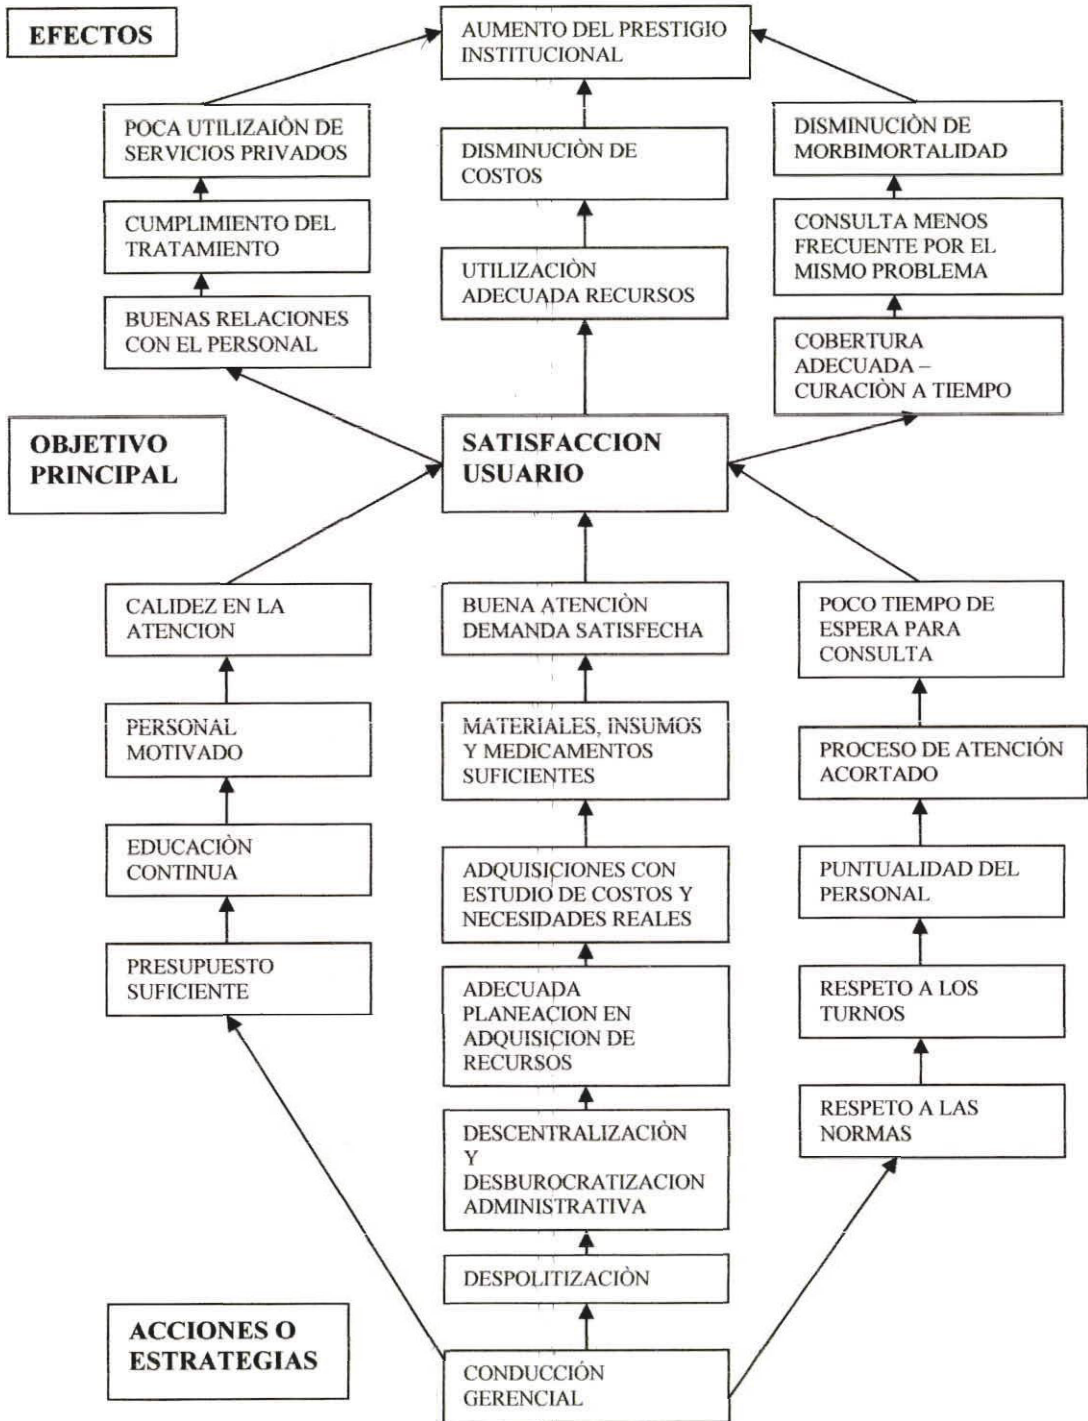 EFECTOS
AUMENTO DEL PRESTIGIO
INSTITUCIONAL
POCA UTILIZAIÒN DE
SERVICIOS PRIVADOS
DISMINUCIÒN DE
COSTOS
DISMINUCIÒN DE
MORBIMORTALIDAD
CUMPLIMIENTO DEL
TRATAMIENTO
UTILIZACIÒN
ADECUADA RECURSOS
CONSULTA MENOS
FRECUENTE POR EL
MISMO PROBLEMA
BUENAS RELACIONES
CON EL PERSONAL
COBERTURA
ADECUADA –
CURACIÒN A TIEMPO
OBJETIVO
PRINCIPAL
SATISFACCION
USUARIO
CALIDEZ EN LA
ATENCION
BUENA ATENCIÒN
DEMANDA SATISFECHA
POCO TIEMPO DE
ESPERA PARA
CONSULTA
PERSONAL
MOTIVADO
MATERIALES, INSUMOS
Y MEDICAMENTOS
SUFICIENTES
PROCESO DE ATENCIÓN
ACORTADO
EDUCACIÒN
CONTINUA
ADQUISICIONES CON
ESTUDIO DE COSTOS Y
NECESIDADES REALES
PUNTUALIDAD DEL
PERSONAL
PRESUPUESTO
SUFICIENTE
ADECUADA
PLANEACION EN
ADQUISICION DE
RECURSOS
RESPETO A LOS
TURNOS
DESCENTRALIZACIÒN
Y
DESBUROCRATIZACION
ADMINISTRATIVA
RESPETO A LAS
NORMAS
DESPOLITIZACIÒN
ACCIONES O
ESTRATEGIAS
CONDUCCIÓN
GERENCIAL